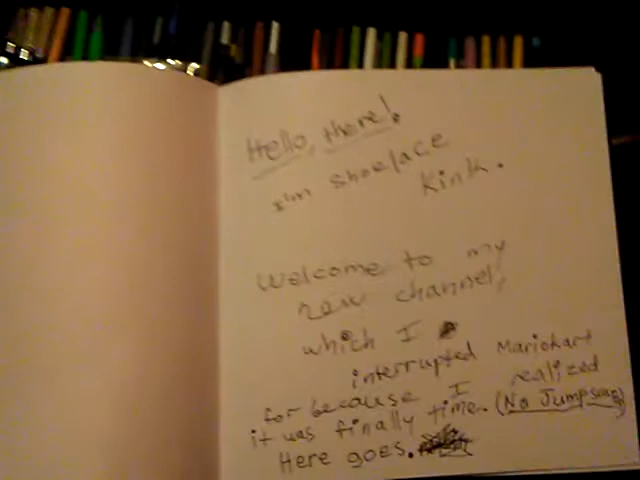 Hello, there!
I'm shoelace
Kink.
Welcome to my
new channel,
which I
interrupted Mariokart
for because I realized
it was finally time. (No Jumpscares)
Here goes.